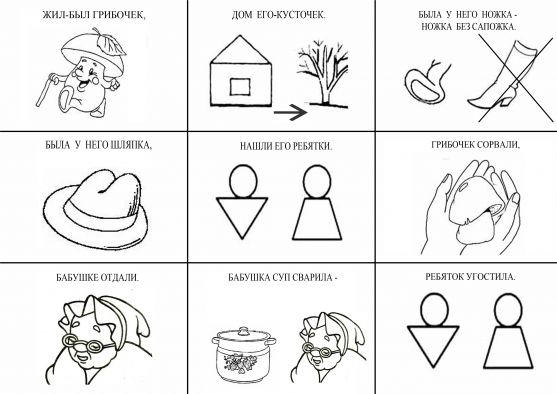 ЖИЛ-БЫЛ ГРИБОЧЕК,
ДОМ ЕГО-КУСТОЧЕК.
БЫЛА У НЕГО НОЖКА -
НОЖКА БЕЗ САПОЖКА.
БЫЛА У НЕГО ШЛЯПКА,
НАШЛИ ЕГО РЕБЯТКИ.
ГРИБОЧЕК СОРВАЛИ,
БАБУШКЕ ОТДАЛИ.
БАБУШКА СУП СВАРИЛА -
РЕБЯТОК УГОСТИЛА.